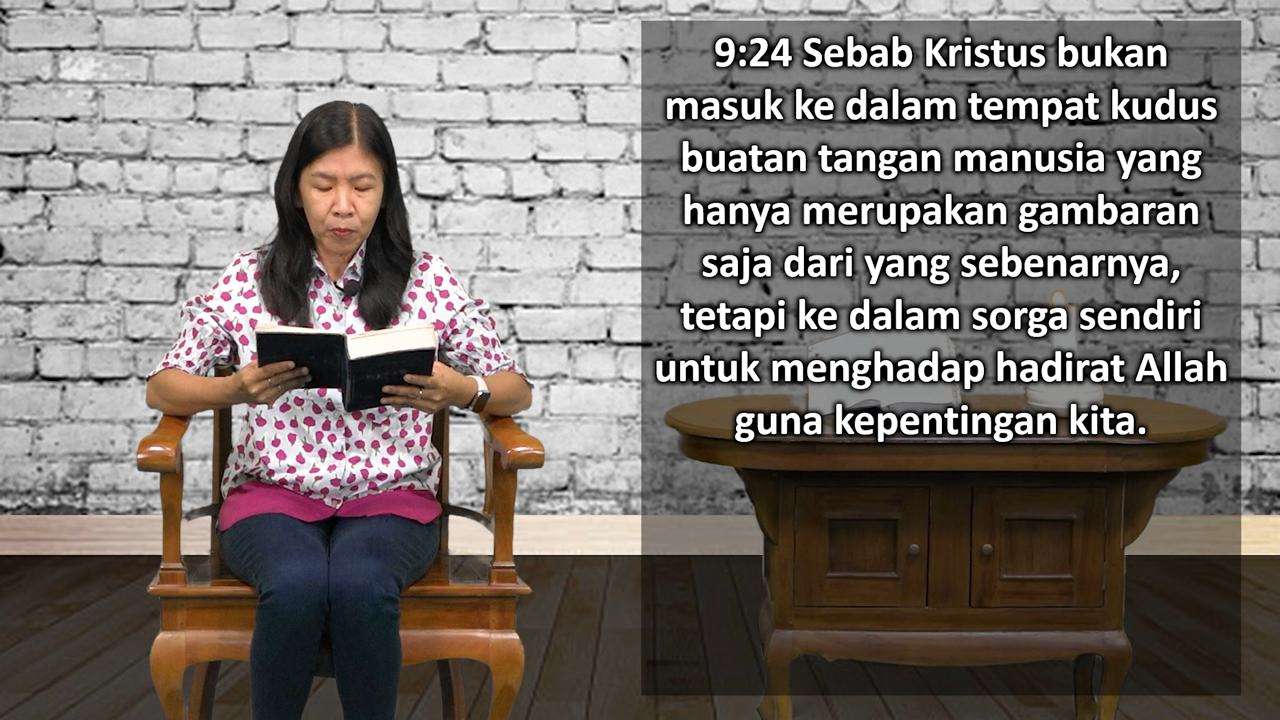 9:24 Sebab Kristus bukan
masuk ke dalam tempat kudus
buatan tangan manusia yang
hanya merupakan gambaran
saja dari yang sebenarnya,
tetapi ke dalam sorga sendiri
untuk menghadap hadirat Allah
guna kepentingan kita.